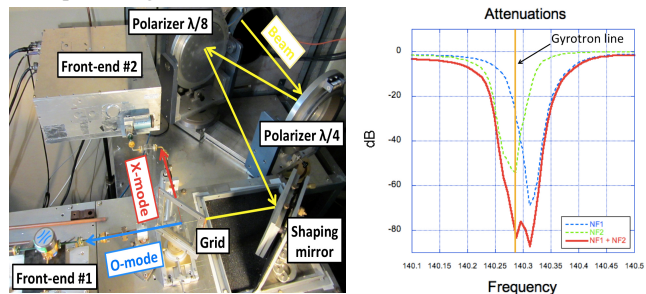 Polarizer λ/8
Beam
Front-end #2
Polarizer λ/4
X-mode
Grid
Shaping
mirror
O-mode
Front-end #1
Attenuations
Gyrotron line
0
-20
-40
-60
-80
dB
NF1
NF2
NF1 + NF2
140.1 140.15 140.2 140.25 140.3 140.35 140.4 140.45 140.5
Frequency